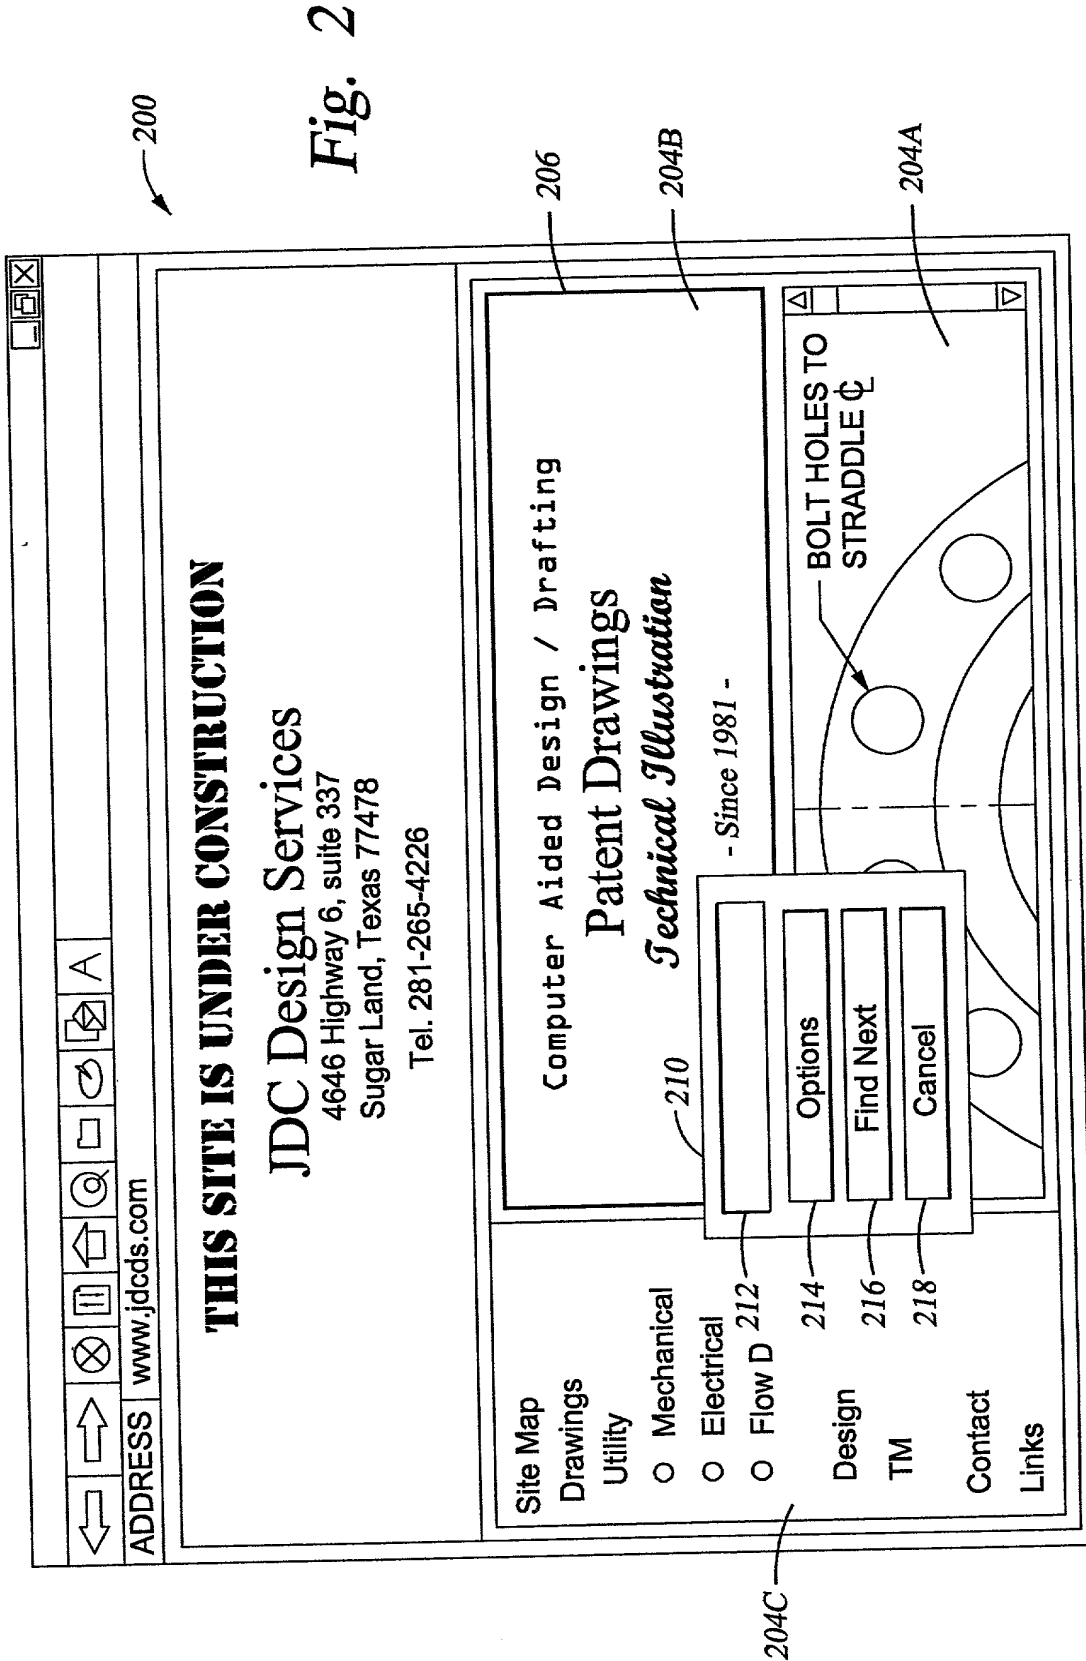 200
Fig. 2
A
ADDRESS www.jdcds.com
THIS SITE IS UNDER CONSTRUCTION
JDC Design Services
4646 Highway 6, suite 337
Sugar Land, Texas 77478
Tel. 281-265-4226
206
204B
204A
Computer Aided Design / Drafting
Patent Drawings
Technical Illustration
- Since 1981 -
Site Map
Drawings
Utility
Mechanical
Electrical
Flow D
Design
TM
Contact
Links
204C
210
212
214
Options
216
Find Next
218
Cancel
BOLT HOLES TO
STRADDLE ℄